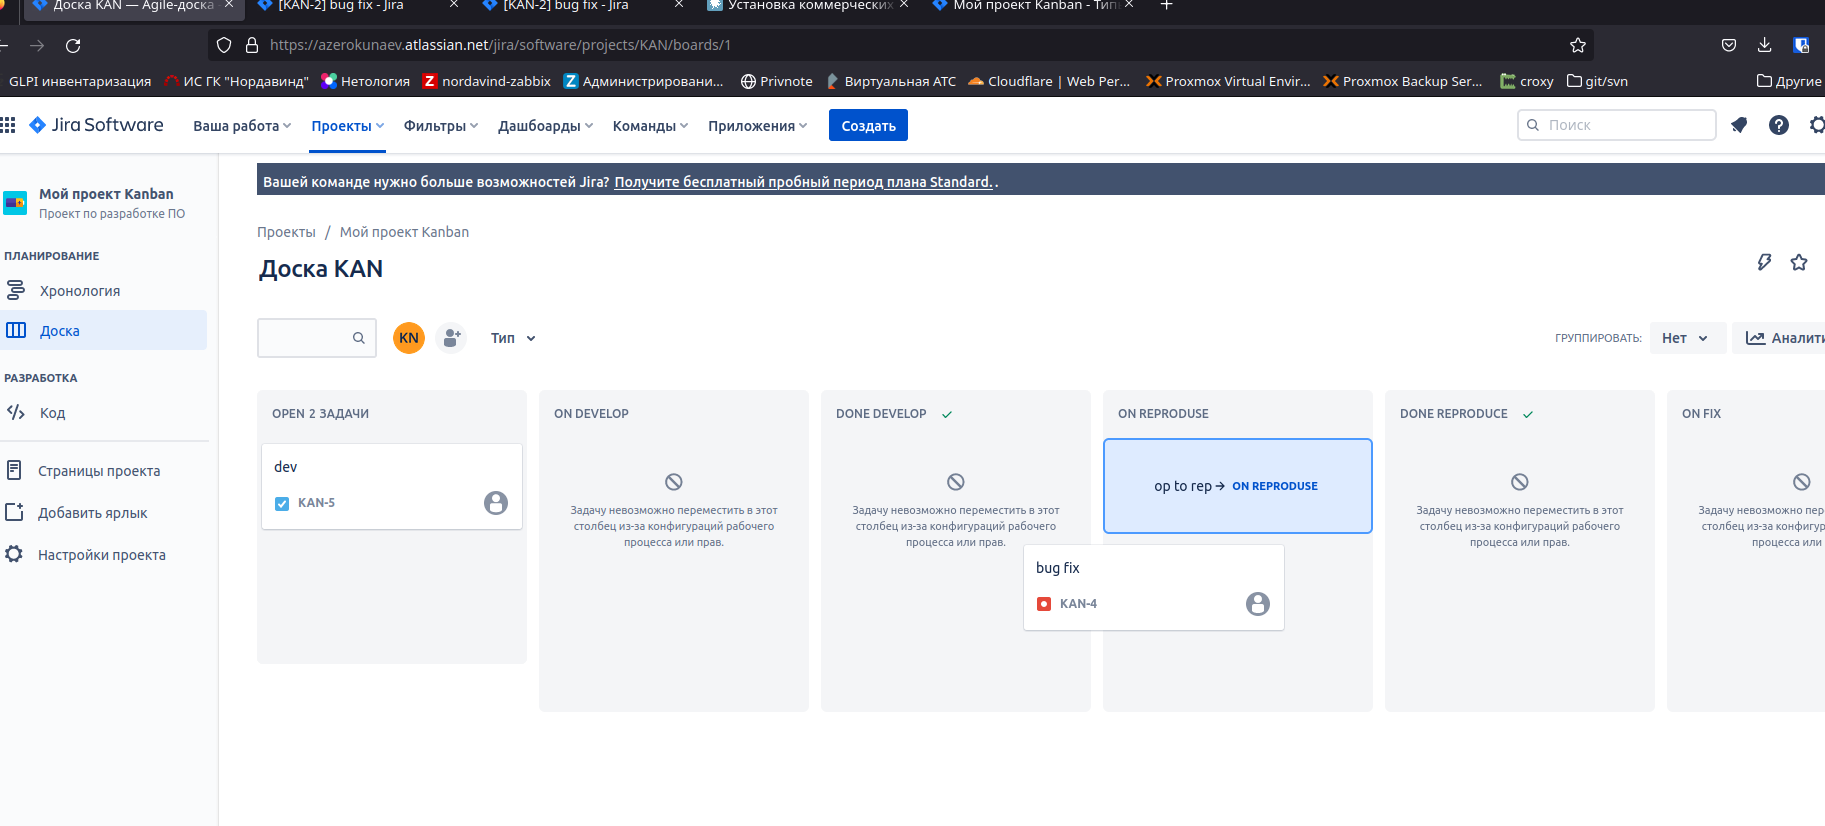 Доска KAN — Agile-доска
[KAN-2] bug fix - Jira
[KAN-2] bug fix - Jira
Установка коммерческих
Мой проект Kanban - Тип
https://azerokunaev.atlassian.net/jira/software/projects/KAN/boards/1
GLPI инвентаризация
ИС ГК "Нордавинд"
Нетология
nordavind-zabbix
Администрировани...
Privnote
Виртуальная АТС
Cloudflare | Web Per...
Proxmox Virtual Envir...
Proxmox Backup Ser...
croxy
git/svn
Другие
Jira Software
Ваша работа
Проекты
Фильтры
Дашборды
Команды
Приложения
Создать
Поиск
Мой проект Kanban
Проект по разработке ПО
ПЛАНИРОВАНИЕ
Хронология
Доска
РАЗРАБОТКА
Код
Страницы проекта
Добавить ярлык
Настройки проекта
Вашей команде нужно больше возможностей Jira? Получите бесплатный пробный период плана Standard. .
Проекты / Мой проект Kanban
Доска KAN
KN
Тип
ГРУППИРОВАТЬ:
Нет
Аналити
OPEN 2 ЗАДАЧИ
dev
KAN-5
ON DEVELOP
Задачу невозможно переместить в этот
столбец из-за конфигураций рабочего
процесса или прав.
DONE DEVELOP
Задачу невозможно переместить в этот
столбец из-за конфигураций рабочего
процесса или прав.
ON REPRODUSE
op to rep → ON REPRODUSE
bug fix
KAN-4
DONE REPRODUCE
Задачу невозможно переместить в этот
столбец из-за конфигураций рабочего
процесса или прав.
ON FIX
Задачу невозможно пер
столбец из-за конфигур
процесса или